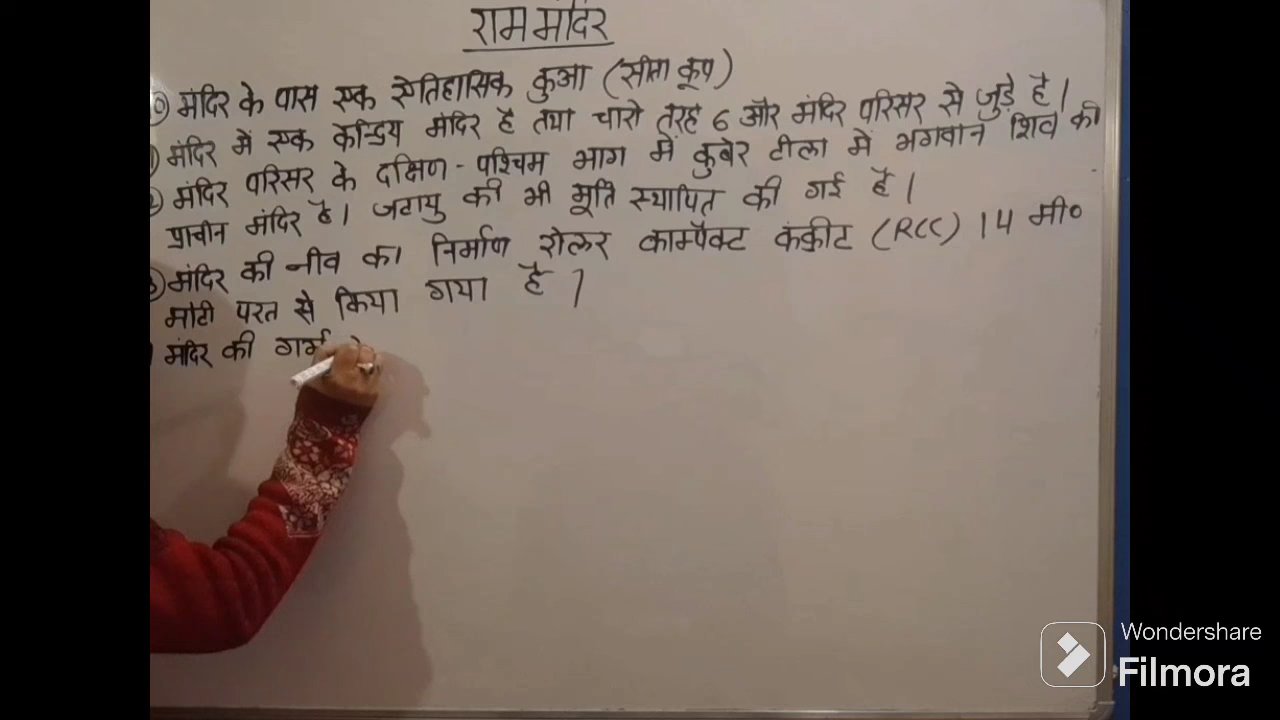 राम मंदिर
मंदिर के पास एक ऐतिहासिक कुआ (सीता कूप)
मंदिर में एक केन्द्रिय मंदिर है तथा चारो तरह 6 और मंदिर परिसर से जुड़े है।
मंदिर परिसर के दक्षिण - पश्चिम भाग में कुबेर टीला में भगवान शिव की
प्राचीन मंदिर है। जटायु की भी मूर्ति स्थापित की गई है।
मंदिर की नीव का निर्माण रोलर काम्पैक्ट कंक्रीट (RCC) 14 मी०
मोटी परत से किया गया है।
मंदिर की गर्भ
Wondershare
Filmora